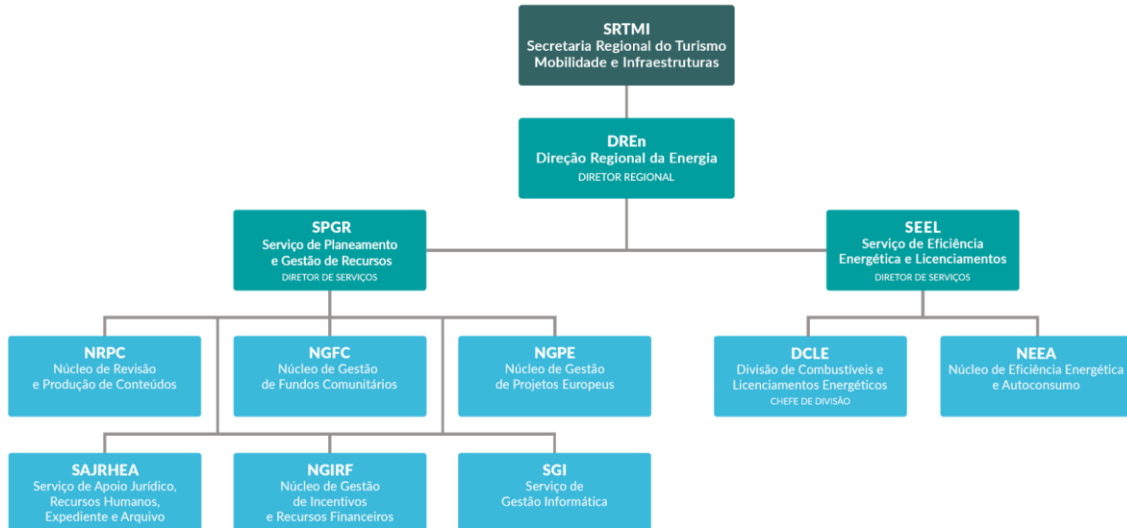 SRTMI
Secretaria Regional do Turismo
Mobilidade e Infraestruturas
DREn
Direção Regional da Energia
DIRETOR REGIONAL
SPGR
Serviço de Planeamento
e Gestão de Recursos
DIRETOR DE SERVIÇOS
SEEL
Serviço de Eficiência
Energética e Licenciamentos
DIRETOR DE SERVIÇOS
NRPC
Núcleo de Revisão
e Produção de Conteúdos
NGFC
Núcleo de Gestão
de Fundos Comunitários
NGPE
Núcleo de Gestão
de Projetos Europeus
DCLE
Divisão de Combustíveis e
Licenciamentos Energéticos
CHEFE DE DIVISÃO
NEEA
Núcleo de Eficiência Energética
e Autoconsumo
SAJRHEA
Serviço de Apoio Jurídico,
Recursos Humanos,
Expediente e Arquivo
NGIRF
Núcleo de Gestão
de Incentivos
e Recursos Financeiros
SGI
Serviço de
Gestão Informática